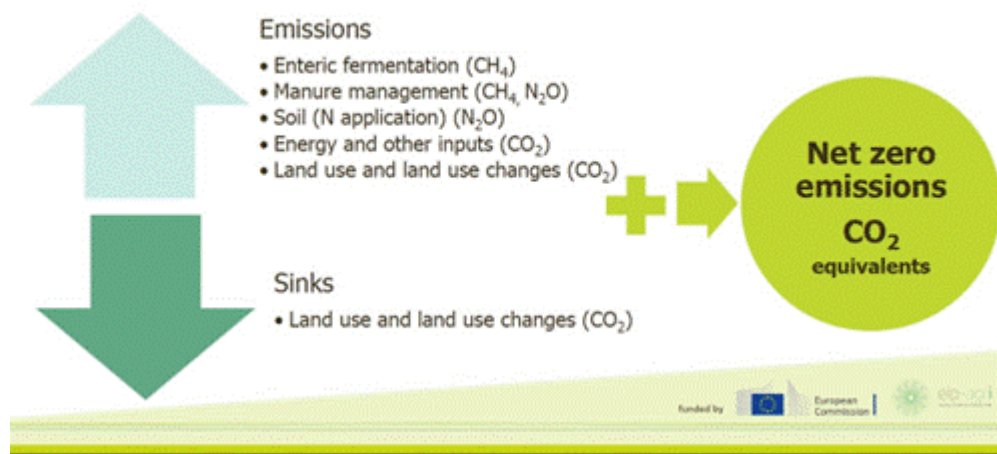 Emissions
• Enteric fermentation (CH₄)
• Manure management (CH₄, N₂O)
• Soil (N application) (N₂O)
• Energy and other inputs (CO₂)
• Land use and land use changes (CO₂)
Net zero
emissions
CO₂
equivalents
Sinks
• Land use and land use changes (CO₂)
funded by
European
Commission
eip-agri